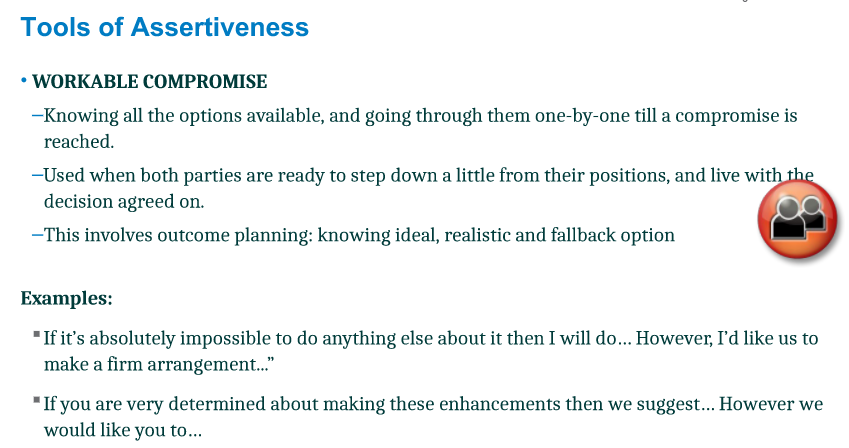 Tools of Assertiveness
• WORKABLE COMPROMISE
–Knowing all the options available, and going through them one-by-one till a compromise is
reached.
–Used when both parties are ready to step down a little from their positions, and live with the
decision agreed on.
–This involves outcome planning: knowing ideal, realistic and fallback option
Examples:
▪If it’s absolutely impossible to do anything else about it then I will do… However, I’d like us to
make a firm arrangement...”
▪If you are very determined about making these enhancements then we suggest… However we
would like you to…